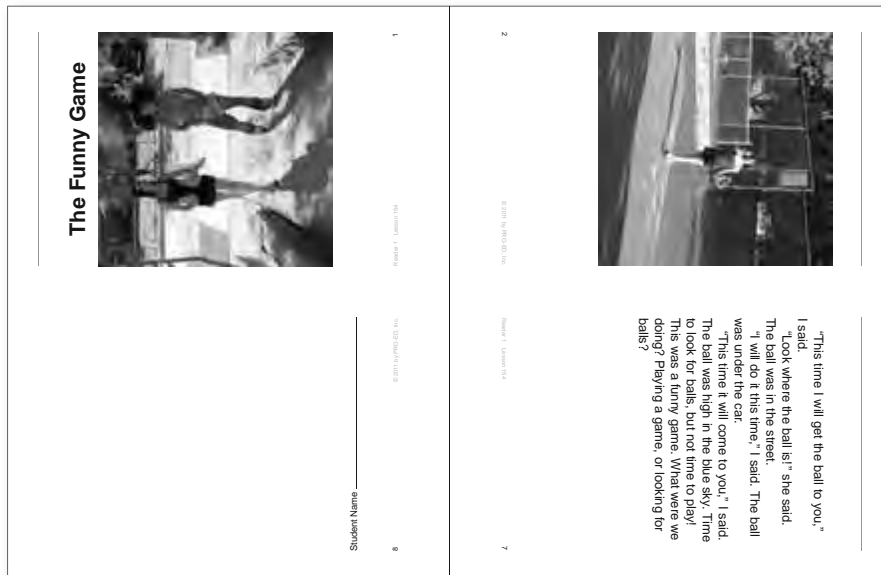 The Funny Game
1
Reader 1 Lesson 154
© 2011 by PRO-ED, Inc.
Student Name
8
2
© 2011 by PRO-ED, Inc.
Reader 1 Lesson 154
7
“This time I will get the ball to you,”
I said.
“Look where the ball is!” she said.
The ball was in the street.
“I will do it this time,” I said. The ball
was under the car.
“This time it will come to you,” I said.
The ball was high in the blue sky. Time
to look for balls, but not time to play!
This was a funny game. What were we
doing? Playing a game, or looking for
balls?